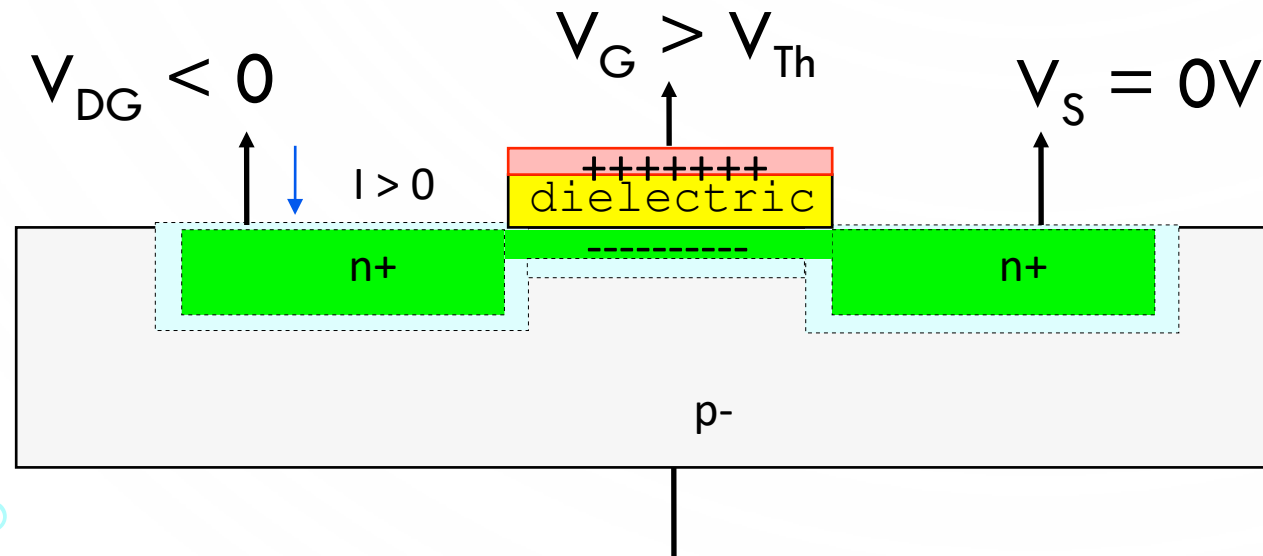 V_DG < 0
V_G > V_Th
V_S = 0V
I > 0
+++++++
dielectric
----------
n+
n+
p-